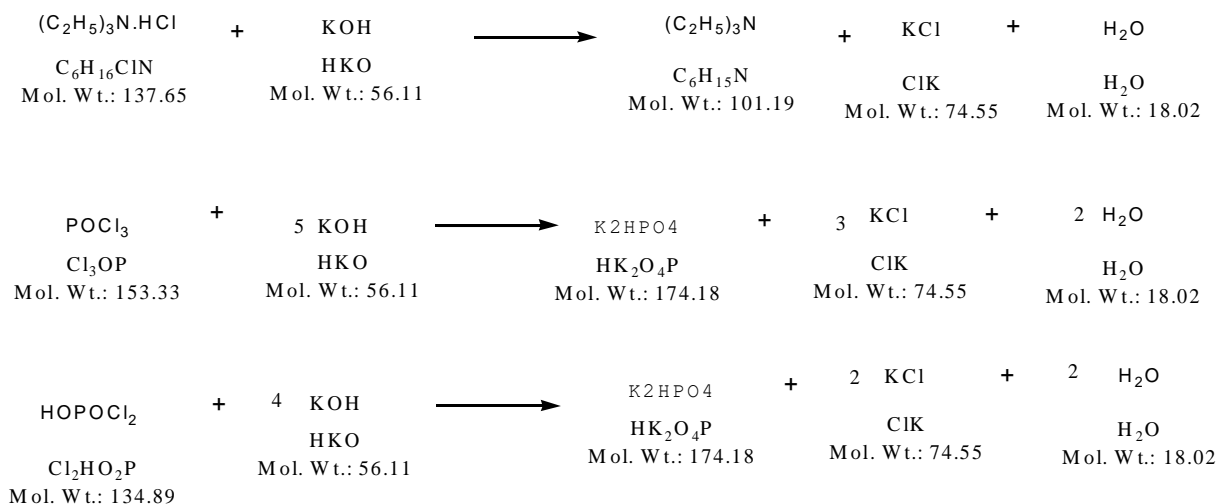 (C₂H₅)₃N.HCl + KOH (C₂H₅)₃N + KCl + H₂O
C₆H₁₆ClN HKO C₆H₁₅N ClK H₂O
Mol. Wt.: 137.65 Mol. Wt.: 56.11 Mol. Wt.: 101.19 Mol. Wt.: 74.55 Mol. Wt.: 18.02
POCl₃ + 5 KOH K2HPO4 + 3 KCl + 2 H₂O
Cl₃OP HKO HK₂O₄P ClK H₂O
Mol. Wt.: 153.33 Mol. Wt.: 56.11 Mol. Wt.: 174.18 Mol. Wt.: 74.55 Mol. Wt.: 18.02
HOPOCl₂ + 4 KOH K2HPO4 + 2 KCl + 2 H₂O
Cl₂HO₂P HKO HK₂O₄P ClK H₂O
Mol. Wt.: 134.89 Mol. Wt.: 56.11 Mol. Wt.: 174.18 Mol. Wt.: 74.55 Mol. Wt.: 18.02